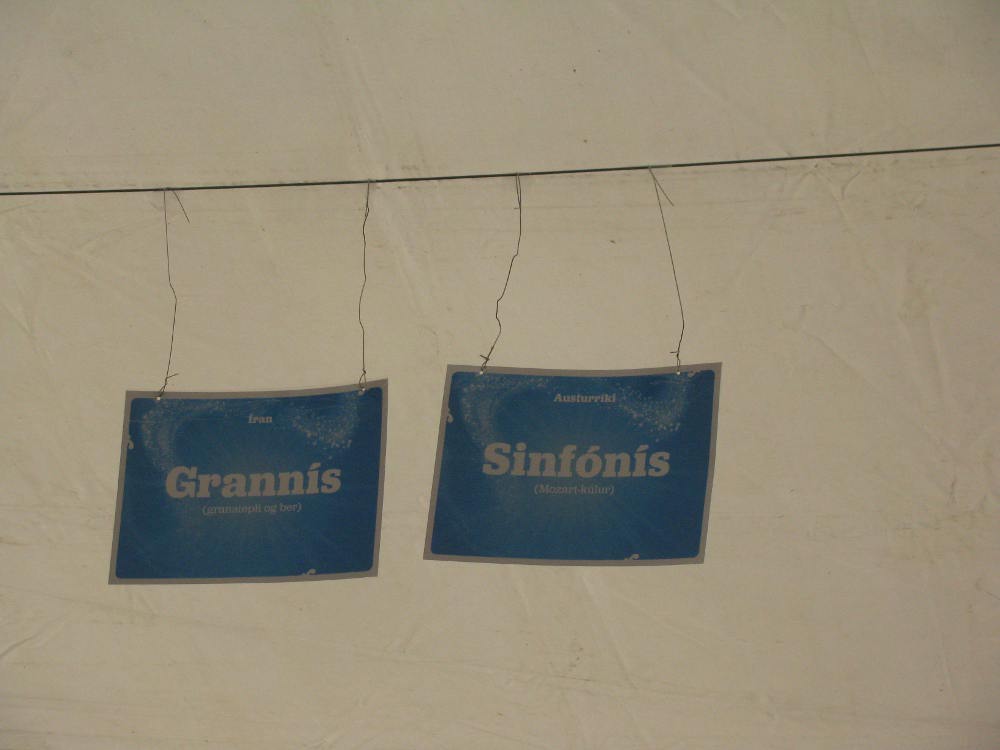 Íran
Grannís
(granatepli og ber)
Austurríki
Sinfónís
(Mozart-kúlur)